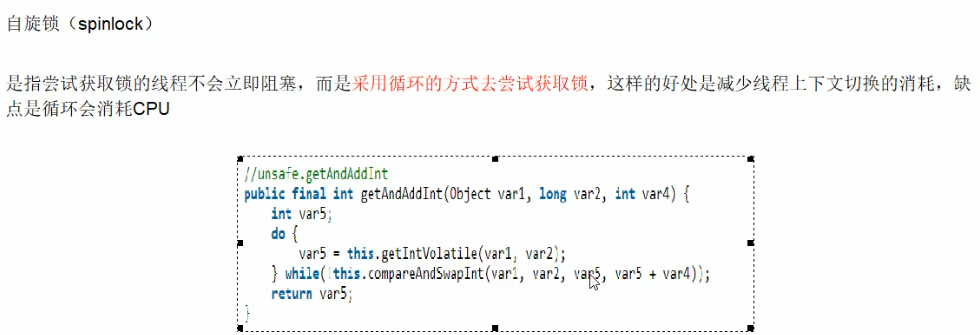 自旋锁（spinlock）
是指尝试获取锁的线程不会立即阻塞，而是采用循环的方式去尝试获取锁，这样的好处是减少线程上下文切换的消耗，缺
点是循环会消耗CPU
//unsafe.getAndAddInt
public final int getAndAddInt(Object var1, long var2, int var4) {
int var5;
do {
var5 = this.getIntVolatile(var1, var2);
} while(!this.compareAndSwapInt(var1, var2, var5, var5 + var4));
return var5;
}